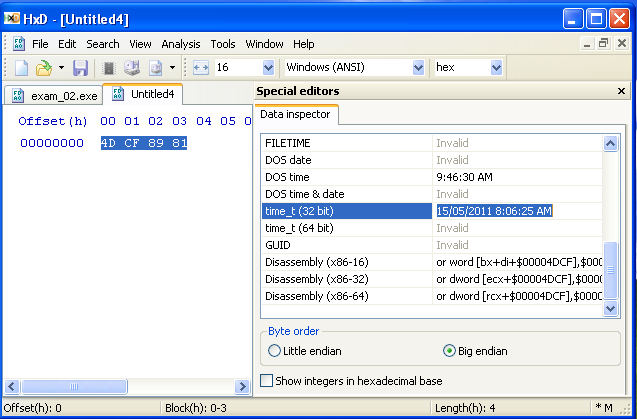 HxD - [Untitled4]
File Edit Search View Analysis Tools Window Help
16 Windows (ANSI) hex
exam_02.exe Untitled4
Offset(h) 00 01 02 03 04 05
00000000 4D CF 89 81
Special editors
Data inspector
FILETIME Invalid
DOS date Invalid
DOS time 9:46:30 AM
DOS time & date Invalid
time_t (32 bit) 15/05/2011 8:06:25 AM
time_t (64 bit) Invalid
GUID Invalid
Disassembly (x86-16) or word [bx+di+$00004DCF],$000
Disassembly (x86-32) or dword [ecx+$00004DCF],$000
Disassembly (x86-64) or dword [rcx+$00004DCF],$000
Byte order
Little endian Big endian
Show integers in hexadecimal base
Offset(h): 0 Block(h): 0-3 Length(h): 4 * M